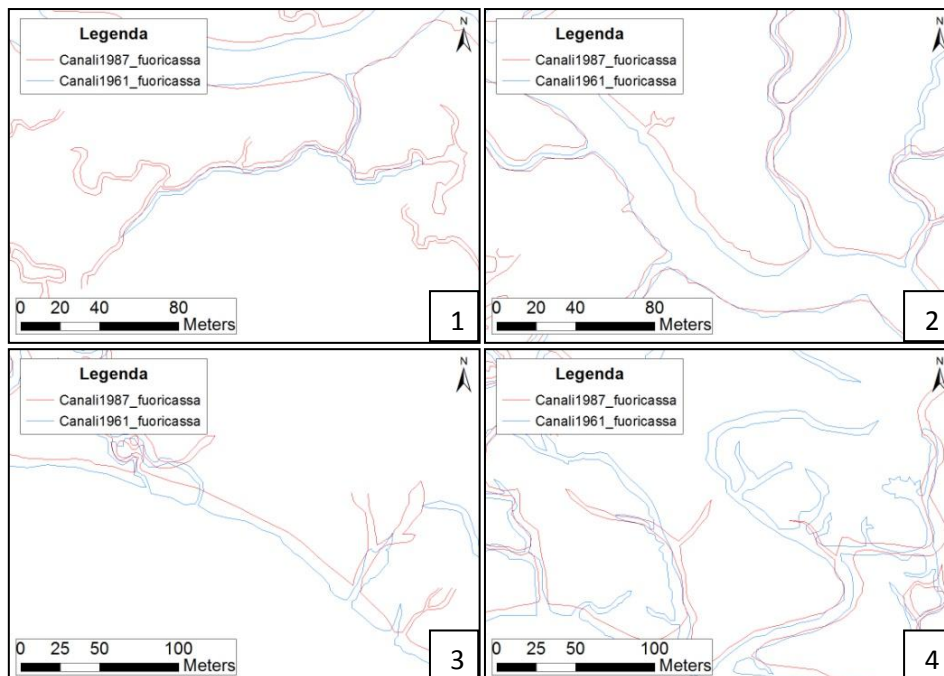 Legenda
Canali1987_fuoricassa
Canali1961_fuoricassa
N
0 20 40 80
Meters
1
Legenda
Canali1987_fuoricassa
Canali1961_fuoricassa
N
0 20 40 80
Meters
2
Legenda
Canali1987_fuoricassa
Canali1961_fuoricassa
N
0 25 50 100
Meters
3
Legenda
Canali1987_fuoricassa
Canali1961_fuoricassa
N
0 25 50 100
Meters
4